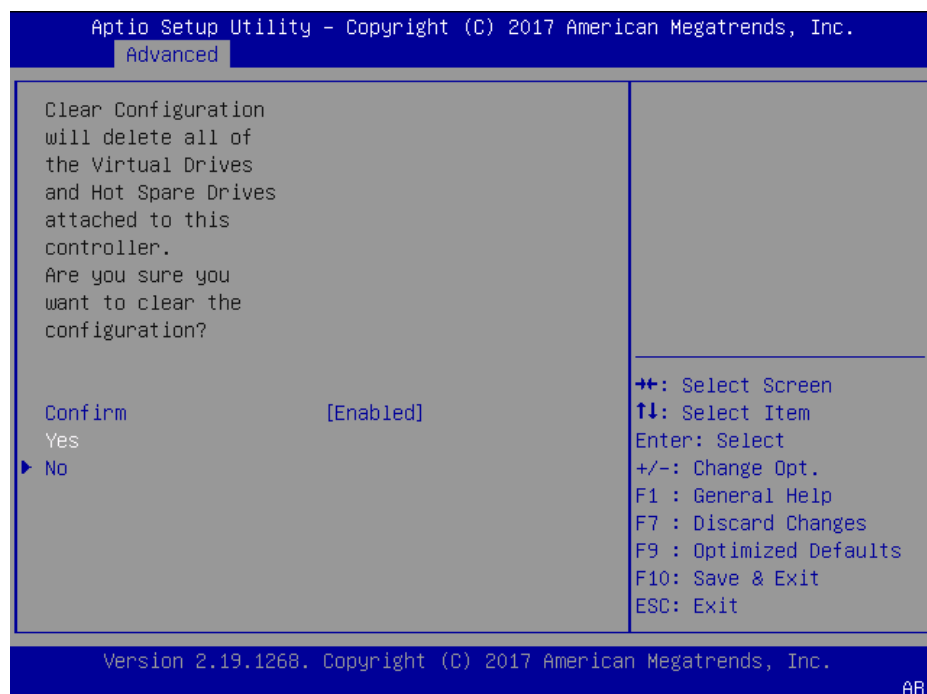 Aptio Setup Utility – Copyright (C) 2017 American Megatrends, Inc.
Advanced
Clear Configuration
will delete all of
the Virtual Drives
and Hot Spare Drives
attached to this
controller.
Are you sure you
want to clear the
configuration?
Confirm [Enabled]
Yes
No
→←: Select Screen
↑↓: Select Item
Enter: Select
+/-: Change Opt.
F1 : General Help
F7 : Discard Changes
F9 : Optimized Defaults
F10: Save & Exit
ESC: Exit
Version 2.19.1268. Copyright (C) 2017 American Megatrends, Inc.
AB